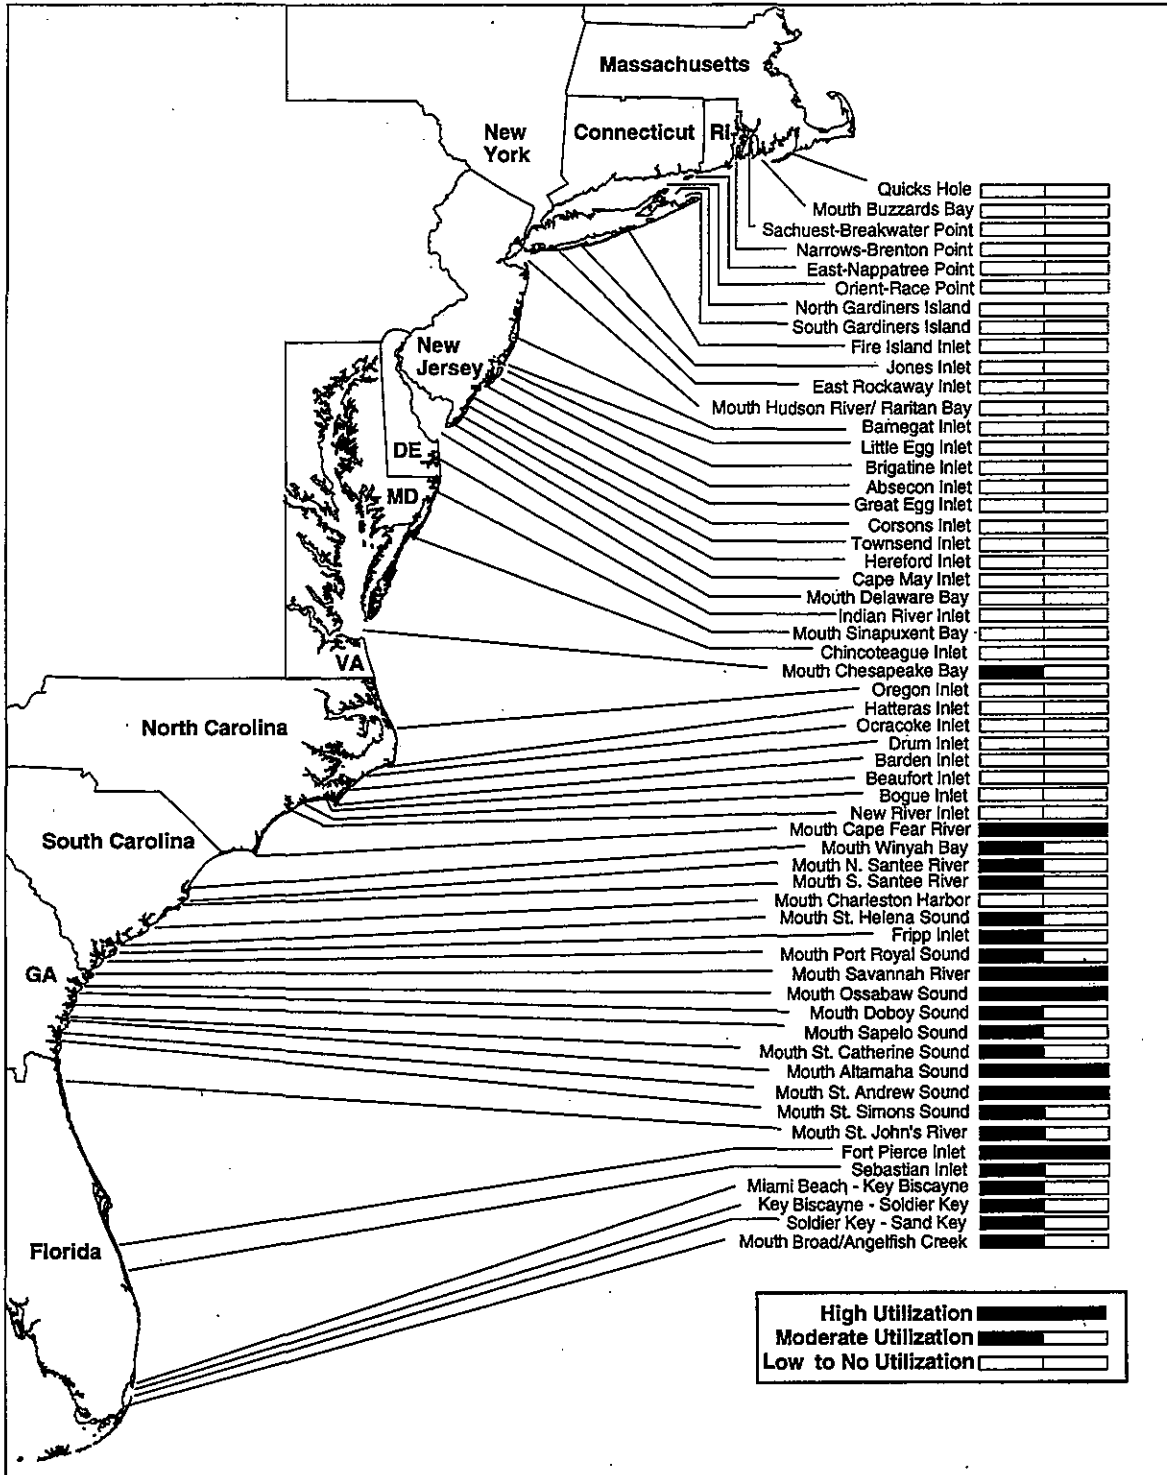 Massachusetts
New
York
Connecticut
RI
Quicks Hole
Mouth Buzzards Bay
Sachuest-Breakwater Point
Narrows-Brenton Point
East-Nappatree Point
Orient-Race Point
North Gardiners Island
South Gardiners Island
Fire Island Inlet
Jones Inlet
East Rockaway Inlet
Mouth Hudson River/ Raritan Bay
New
Jersey
Barnegat Inlet
Little Egg Inlet
Brigatine Inlet
Absecon Inlet
Great Egg Inlet
Corsons Inlet
Townsend Inlet
Hereford Inlet
Cape May Inlet
Mouth Delaware Bay
Indian River Inlet
Mouth Sinapuxent Bay
Chincoteague Inlet
Mouth Chesapeake Bay
DE
MD
VA
Oregon Inlet
Hatteras Inlet
Ocracoke Inlet
Drum Inlet
Barden Inlet
Beaufort Inlet
Bogue Inlet
New River Inlet
North Carolina
Mouth Cape Fear River
Mouth Winyah Bay
Mouth N. Santee River
Mouth S. Santee River
Mouth Charleston Harbor
Mouth St. Helena Sound
Fripp Inlet
Mouth Port Royal Sound
South Carolina
Mouth Savannah River
Mouth Ossabaw Sound
Mouth Doboy Sound
Mouth Sapelo Sound
Mouth St. Catherine Sound
Mouth Altamaha Sound
Mouth St. Andrew Sound
Mouth St. Simons Sound
GA
Mouth St. John's River
Fort Pierce Inlet
Sebastian Inlet
Miami Beach - Key Biscayne
Key Biscayne - Soldier Key
Soldier Key - Sand Key
Mouth Broad/Angelfish Creek
Florida
High Utilization
Moderate Utilization
Low to No Utilization